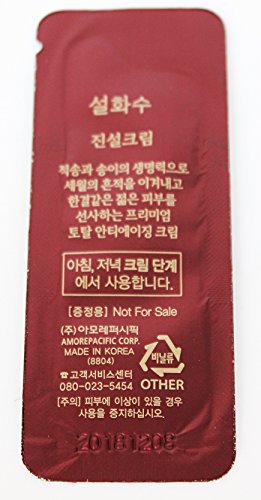 설화수
진설크림
적송과 송이의 생명력으로
세월의 흔적을 이겨내고
한결같은 젊은 피부를
선사하는 프리미엄
토탈 안티에이징 크림
아침, 저녁 크림 단계
에서 사용합니다.
[증정용] Not For Sale
(주) 아모레퍼시픽
AMOREPACIFIC CORP.
MADE IN KOREA
(8804)
☎고객서비스센터
080-023-5454
비닐류
OTHER
[주의] 피부에 이상이 있을 경우
사용을 중지하십시오.
20181208